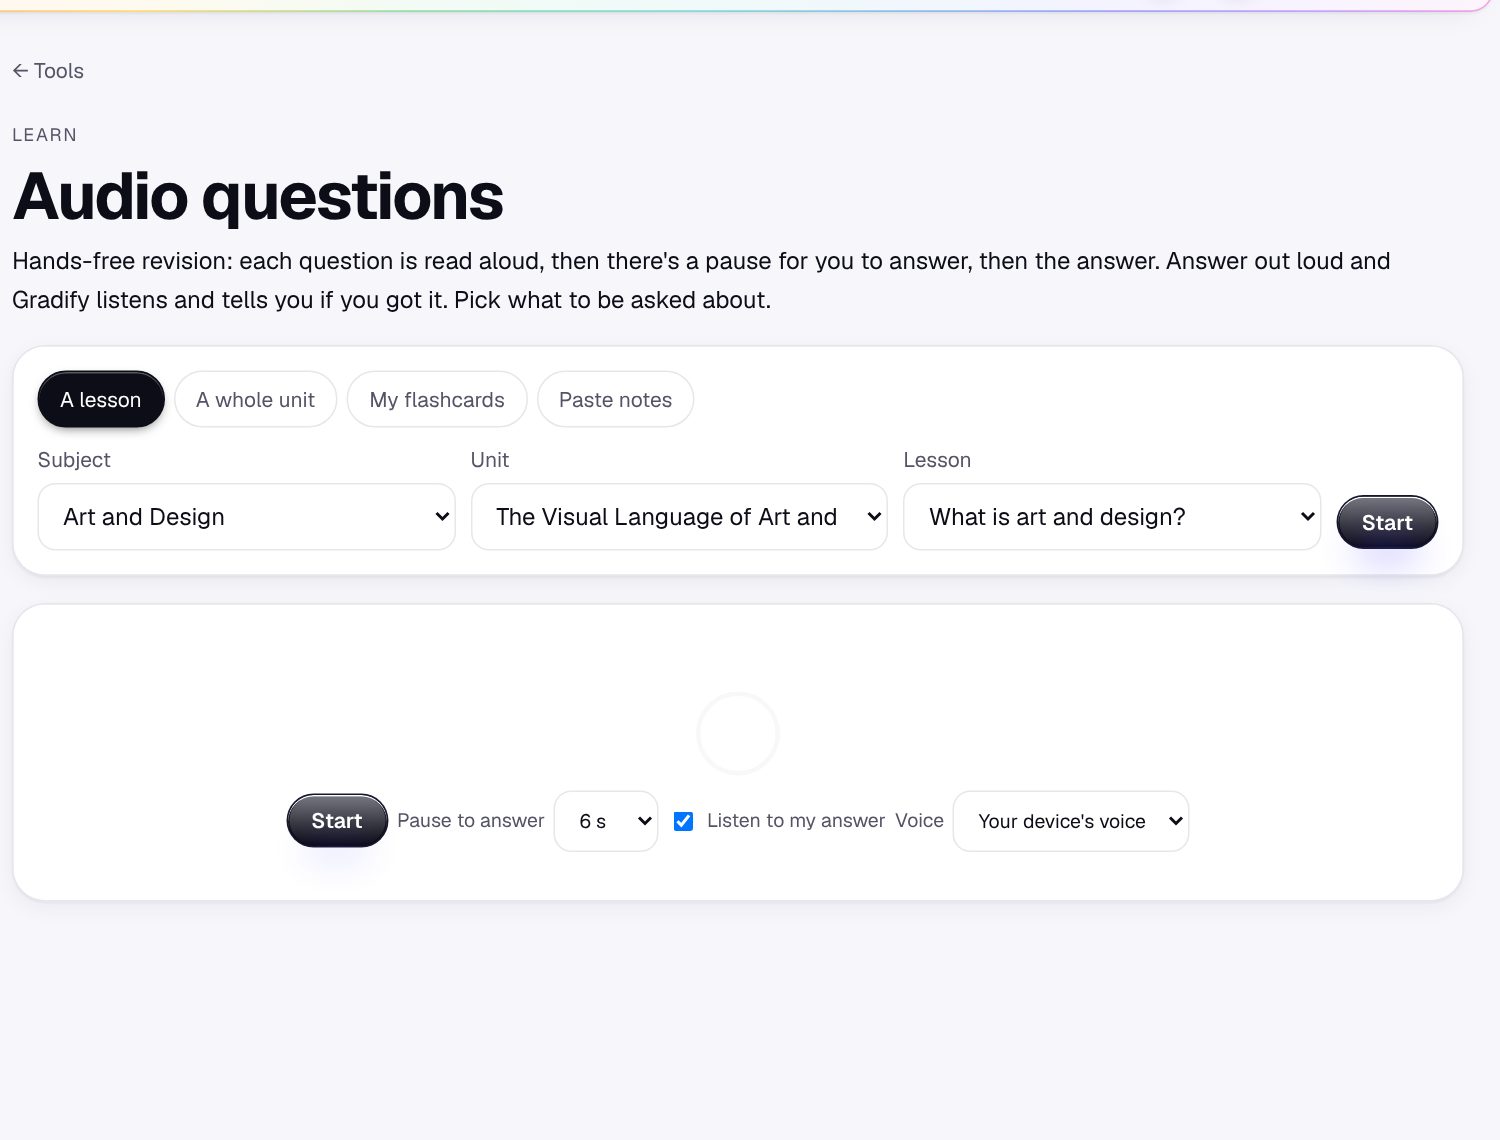 ← Tools
LEARN
Audio questions
Hands-free revision: each question is read aloud, then there's a pause for you to answer, then the answer. Answer out loud and
Gradify listens and tells you if you got it. Pick what to be asked about.
A lesson A whole unit My flashcards Paste notes
Subject Unit Lesson
Art and Design The Visual Language of Art and What is art and design? Start
Start Pause to answer 6 s Listen to my answer Voice Your device's voice